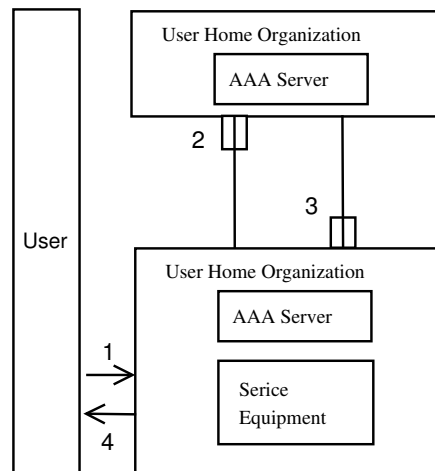 User Home Organization
AAA Server
2
3
User
User Home Organization
AAA Server
1
Serice
Equipment
4